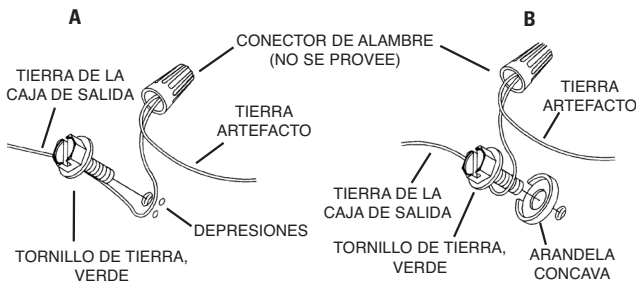 A
TIERRA DE LA
CAJA DE SALIDA
CONECTOR DE ALAMBRE
(NO SE PROVEE)
TIERRA
ARTEFACTO
DEPRESIONES
TORNILLO DE TIERRA,
VERDE
B
TIERRA
ARTEFACTO
TIERRA DE LA
CAJA DE SALIDA
TORNILLO DE TIERRA,
VERDE
ARANDELA
CONCAVA